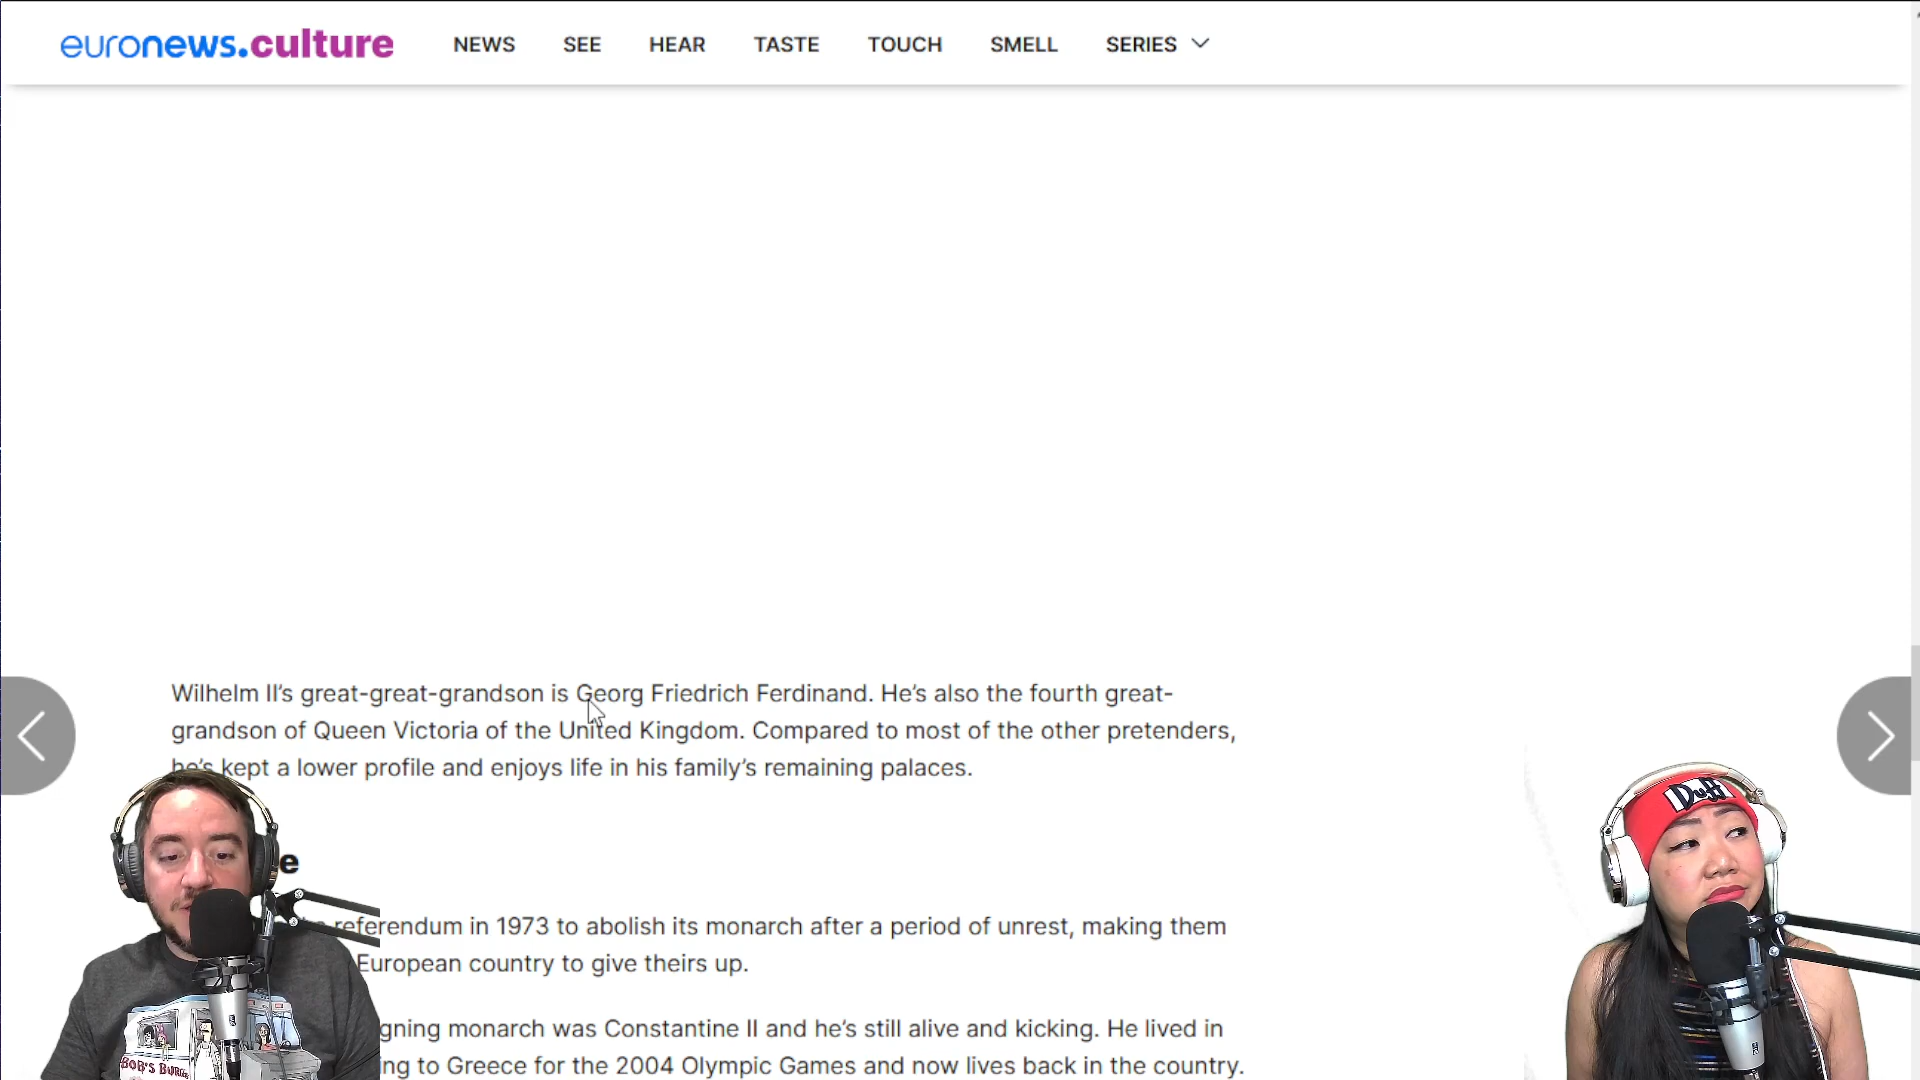 euronews.culture NEWS SEE HEAR TASTE TOUCH SMELL SERIES
Wilhelm II's great-great-grandson is Georg Friedrich Ferdinand. He's also the fourth great-
grandson of Queen Victoria of the United Kingdom. Compared to most of the other pretenders,
he's kept a lower profile and enjoys life in his family's remaining palaces.
e
referendum in 1973 to abolish its monarch after a period of unrest, making them
European country to give theirs up.
gning monarch was Constantine II and he's still alive and kicking. He lived in
ing to Greece for the 2004 Olympic Games and now lives back in the country.
Duff
BOB'S BURGE